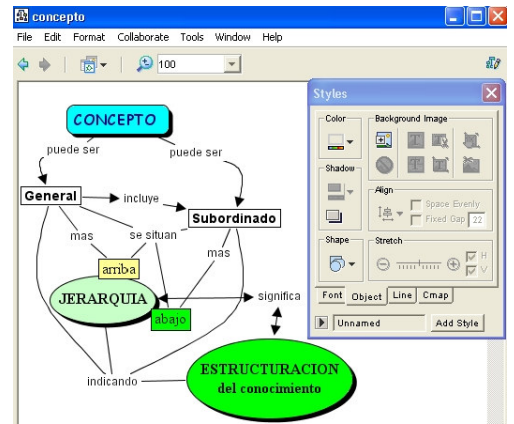 concepto
File Edit Format Collaborate Tools Window Help
100
CONCEPTO
puede ser
puede ser
General
incluye
Subordinado
mas
se situan
mas
arriba
JERARQUIA
abajo
significa
ESTRUCTURACION
del conocimiento
indicando
Styles
Color
Background Image
Shadow
Align
Space Evenly
Fixed Gap 22
Shape
Stretch
H
V
Font Object Line Cmap
Unnamed Add Style